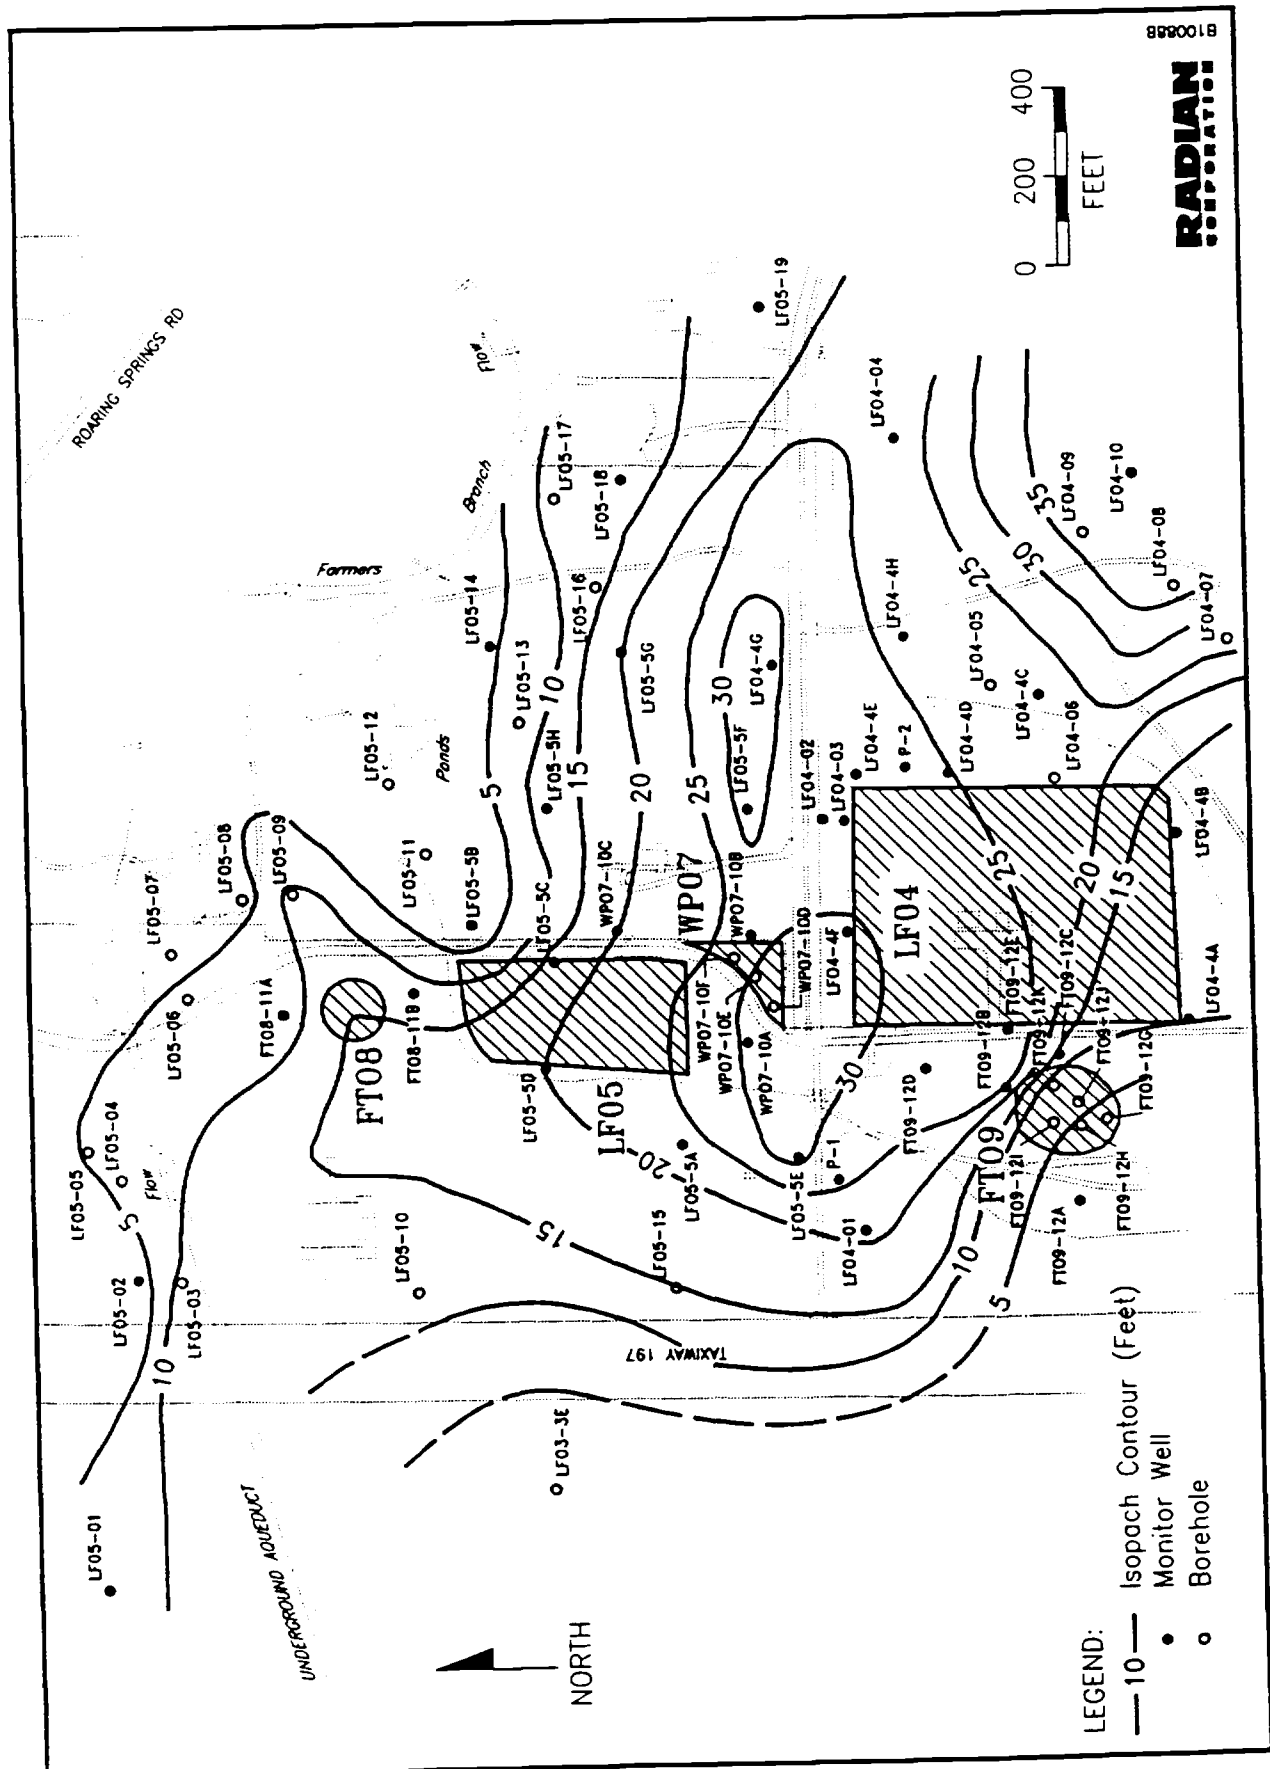 B100888
RADIAN
CORPORATION
ROARING SPRINGS RD
0 200 400
FEET
Farmers
Branch
Flow
Ponds
Flow
UNDERGROUND AQUEDUCT
TAXIWAY 197
NORTH
LF05-01
LF05-02
LF05-03
LF05-04
LF05-05
LF05-06
LF05-07
LF05-08
LF05-09
LF05-10
LF05-11
LF05-12
LF05-13
LF05-14
LF05-15
LF05-16
LF05-17
LF05-18
LF05-19
LF05-5A
LF05-5B
LF05-5C
LF05-5D
LF05-5E
LF05-5F
LF05-5G
LF05-5H
LF03-3E
FT08-11A
FT08-11B
FT08
LF05
WP07
LF04
FT09
WP07-10A
WP07-10B
WP07-10C
WP07-10D
WP07-10E
WP07-10F
P-1
P-2
LF04-01
LF04-02
LF04-03
LF04-04
LF04-05
LF04-06
LF04-07
LF04-08
LF04-09
LF04-10
LF04-4A
LF04-4B
LF04-4C
LF04-4D
LF04-4E
LF04-4F
LF04-4G
LF04-4H
FT09-12A
FT09-12B
FT09-12C
FT09-12D
FT09-12E
FT09-12G
FT09-12H
FT09-12I
FT09-12J
FT09-12K
5
10
15
20
25
30
5
10
15
20
25
30
35
30
25
20
15
10
5
LEGEND:
10 Isopach Contour (Feet)
Monitor Well
Borehole